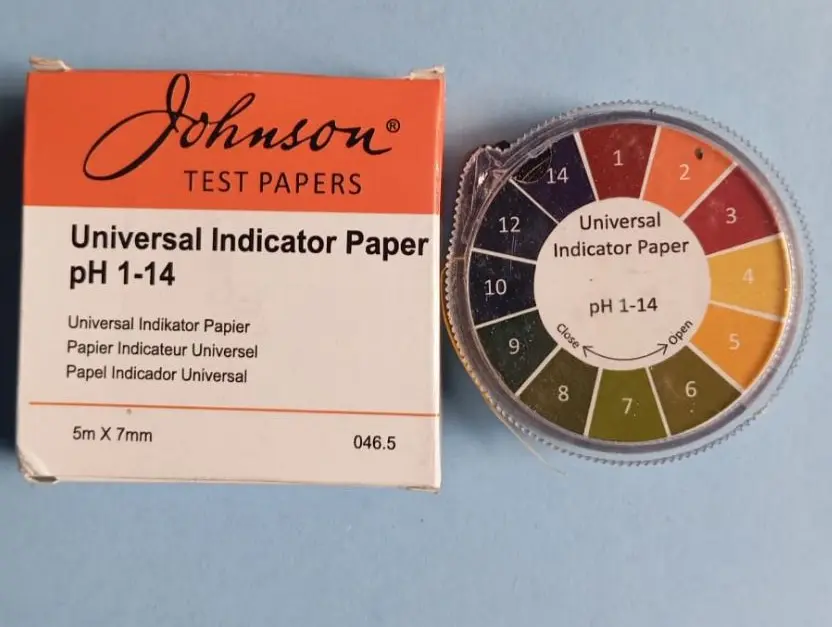 Johnson®
TEST PAPERS
Universal Indicator Paper
pH 1-14
Universal Indikator Papier
Papier Indicateur Universel
Papel Indicador Universal
5m X 7mm
046.5
1
2
3
4
5
6
7
8
9
10
12
14
Universal
Indicator Paper
pH 1-14
Close
Open